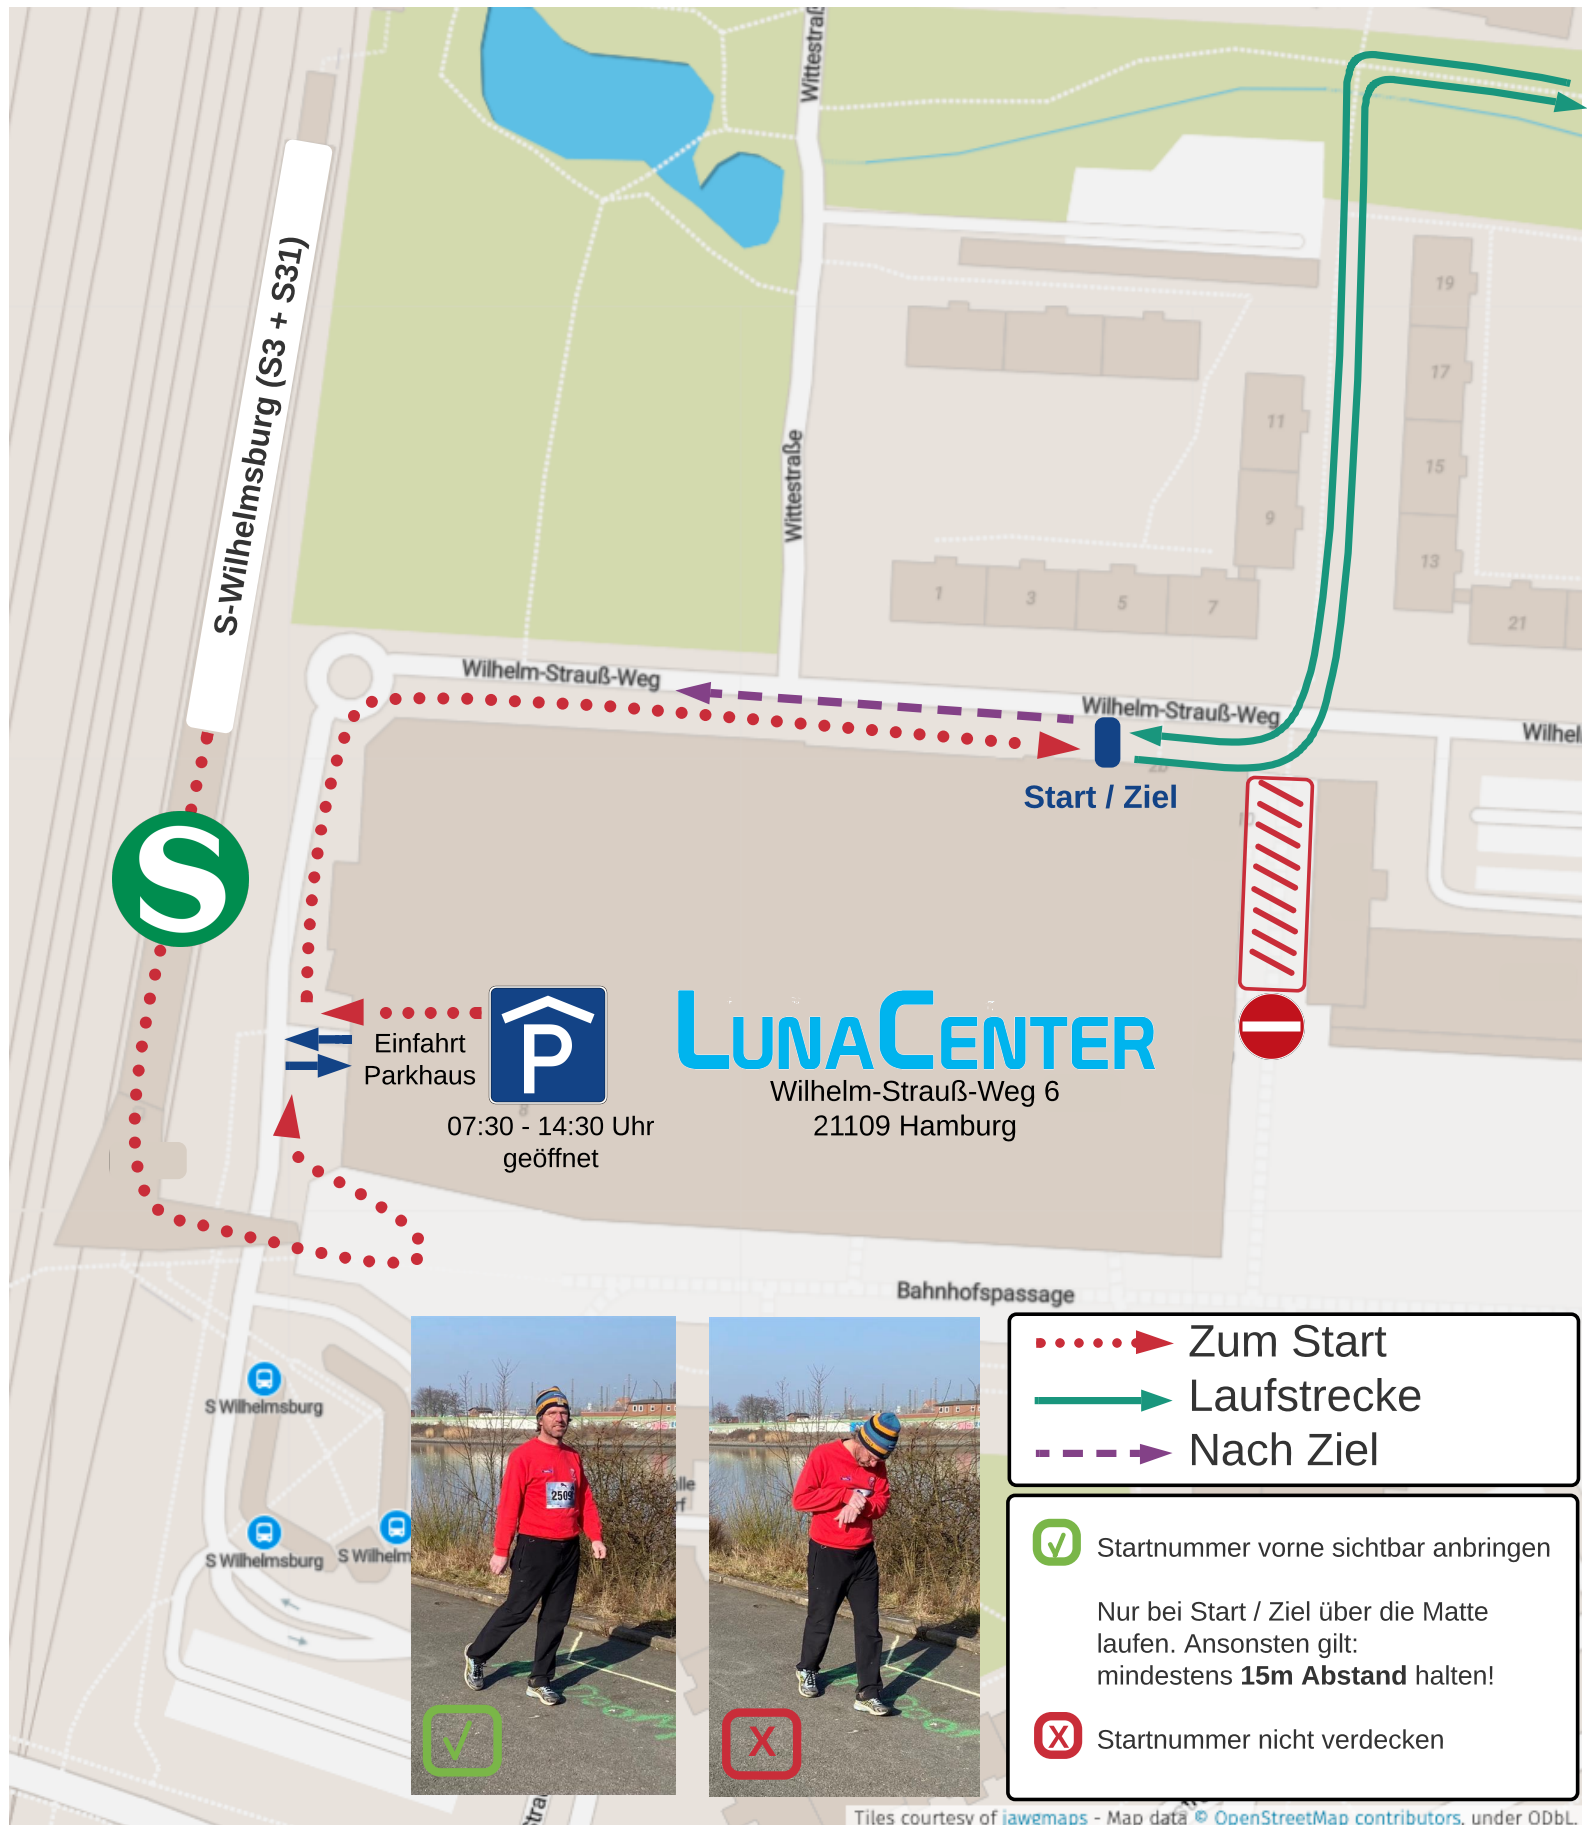 Wittestraße
S-Wilhelmsburg (S3 + S31)
19
17
11
15
9
13
Wittestraße
1
3
5
7
21
Wilhelm-Strauß-Weg
Wilhelm-Strauß-Weg
Start / Ziel
10
S
Einfahrt
Parkhaus
P
07:30 - 14:30 Uhr
geöffnet
8
LUNACENTER
Wilhelm-Strauß-Weg 6
21109 Hamburg
Bahnhofspassage
S Wilhelmsburg
S Wilhelmsburg
2509
Zum Start
Laufstrecke
Nach Ziel
✓ Startnummer vorne sichtbar anbringen
Nur bei Start / Ziel über die Matte
laufen. Ansonsten gilt:
mindestens 15m Abstand halten!
X Startnummer nicht verdecken
✓
X
Tiles courtesy of jawgmaps - Map data © OpenStreetMap contributors, under ODbL.